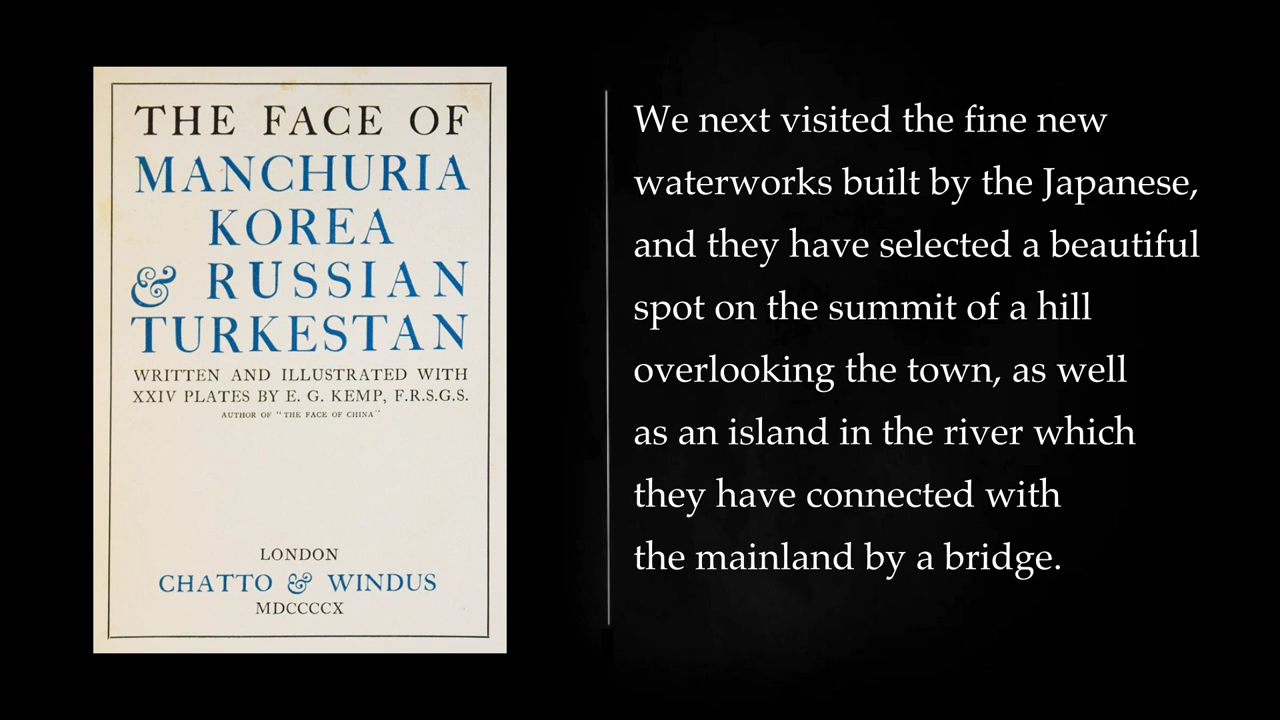 THE FACE OF
MANCHURIA
KOREA
& RUSSIAN
TURKESTAN
WRITTEN AND ILLUSTRATED WITH
XXIV PLATES BY E. G. KEMP, F.R.S.G.S.
AUTHOR OF "THE FACE OF CHINA"
LONDON
CHATTO & WINDUS
MDCCCCX
We next visited the fine new
waterworks built by the Japanese,
and they have selected a beautiful
spot on the summit of a hill
overlooking the town, as well
as an island in the river which
they have connected with
the mainland by a bridge.